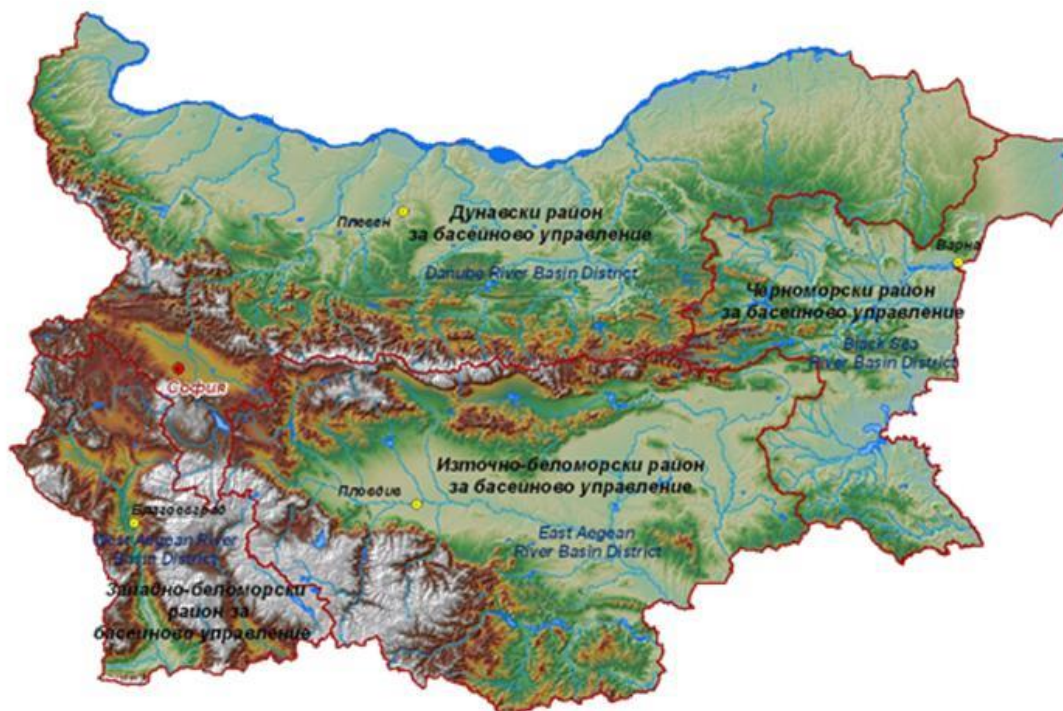 Плевен
Дунавски район
за басейново управление
Danube River Basin District
Варна
Черноморски район
за басейново управление
Black Sea
River Basin District
София
Източно-беломорски район
за басейново управление
Пловдив
Благоевград
East Aegean
River Basin District
West Aegean River
Basin District
Западно-беломорски
район за
басейново управление